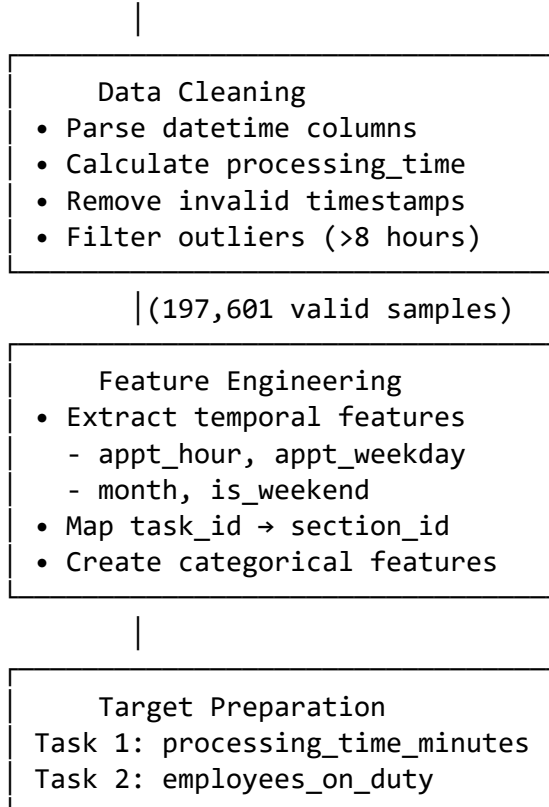 Data Cleaning
• Parse datetime columns
• Calculate processing_time
• Remove invalid timestamps
• Filter outliers (>8 hours)
(197,601 valid samples)
Feature Engineering
• Extract temporal features
- appt_hour, appt_weekday
- month, is_weekend
• Map task_id → section_id
• Create categorical features
Target Preparation
Task 1: processing_time_minutes
Task 2: employees_on_duty